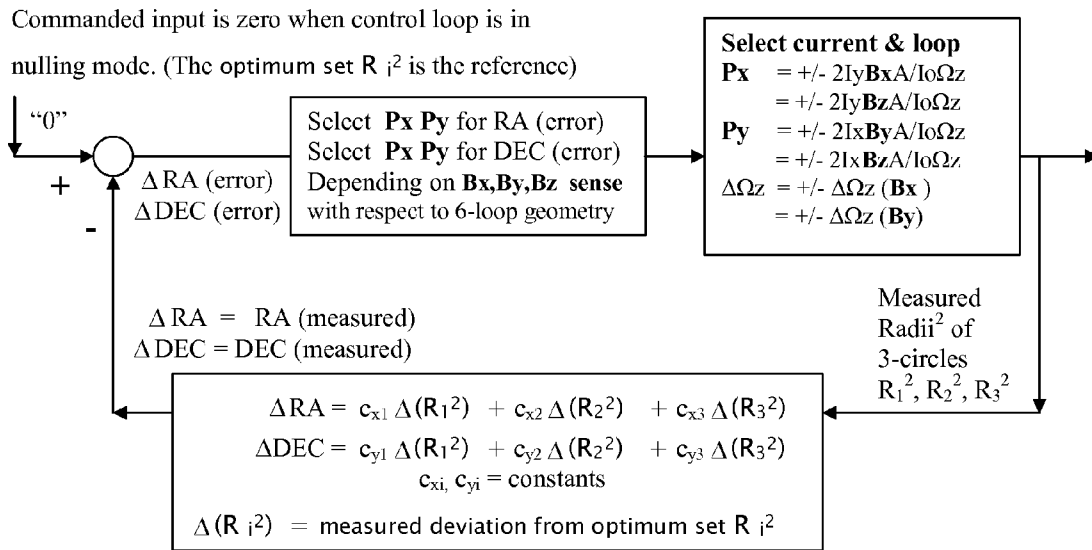 Commanded input is zero when control loop is in
nulling mode. (The optimum set R i² is the reference)
“0”
+
-
Δ RA (error)
Δ DEC (error)
Select Px Py for RA (error)
Select Px Py for DEC (error)
Depending on Bx,By,Bz sense
with respect to 6-loop geometry
Select current & loop
Px = +/- 2IyBxA/IoΩz
= +/- 2IyBzA/IoΩz
Py = +/- 2IxByA/IoΩz
= +/- 2IxBzA/IoΩz
ΔΩz = +/- ΔΩz (Bx )
= +/- ΔΩz (By)
Measured
Radii² of
3-circles
R₁², R₂², R₃²
Δ RA = RA (measured)
Δ DEC = DEC (measured)
ΔRA = cx1 Δ(R₁²) + cx2 Δ(R₂²) + cx3 Δ(R₃²)
ΔDEC = cy1 Δ(R₁²) + cy2 Δ(R₂²) + cy3 Δ(R₃²)
cxi, cyi = constants
Δ(R i²) = measured deviation from optimum set R i²